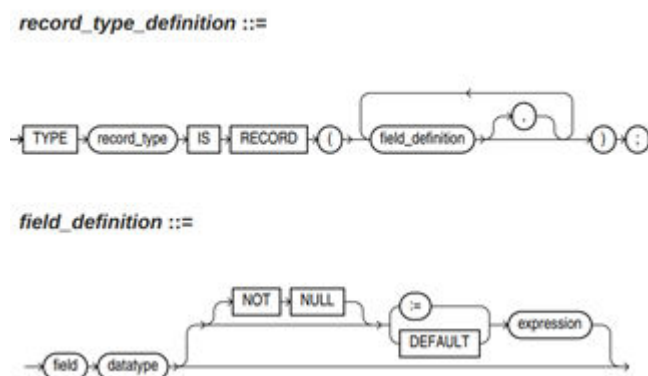 record_type_definition ::=
,
TYPE record_type IS RECORD ( field_definition ) ;
field_definition ::=
NOT NULL :=
DEFAULT expression
field datatype